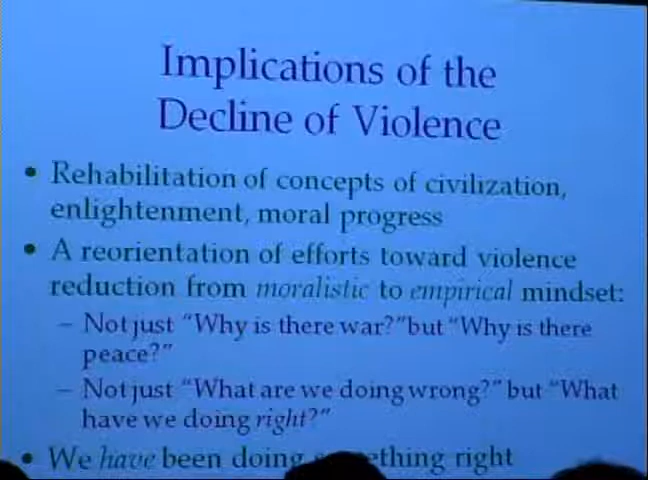 Implications of the
Decline of Violence
• Rehabilitation of concepts of civilization,
enlightenment, moral progress
• A reorientation of efforts toward violence
reduction from moralistic to empirical mindset:
– Not just "Why is there war?"but "Why is there
peace?"
– Not just "What are we doing wrong?" but "What
have we doing right?"
• We have been doing something right